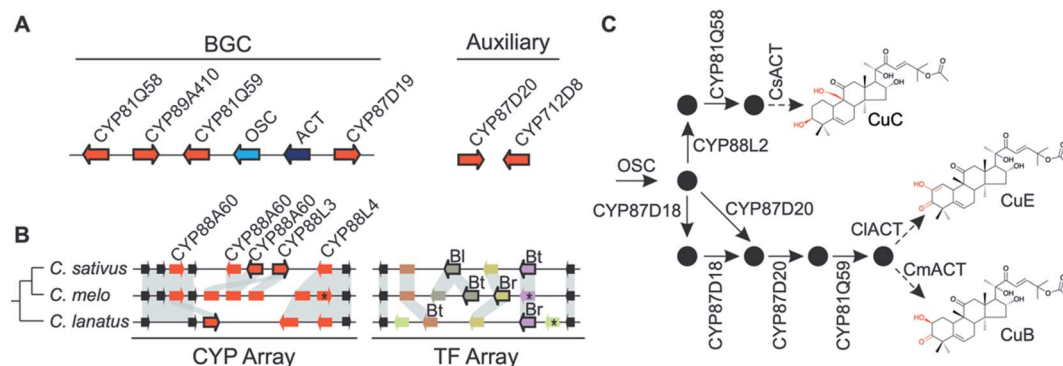 A
BGC
Auxiliary
CYP81Q58
CYP89A410
CYP81Q59
OSC
ACT
CYP87D19
CYP87D20
CYP712D8
B
CYP88A60
CYP88A60
CYP88A60
CYP88L3
CYP88L4
C. sativus
C. melo
C. lanatus
*
Bl
Bt
Bt
Br
*
Bt
Br
*
CYP Array
TF Array
C
CYP81Q58
CsACT
CuC
CYP88L2
OSC
CYP87D18
CYP87D20
CYP87D18
CYP87D20
CYP81Q59
ClACT
CuE
CmACT
CuB